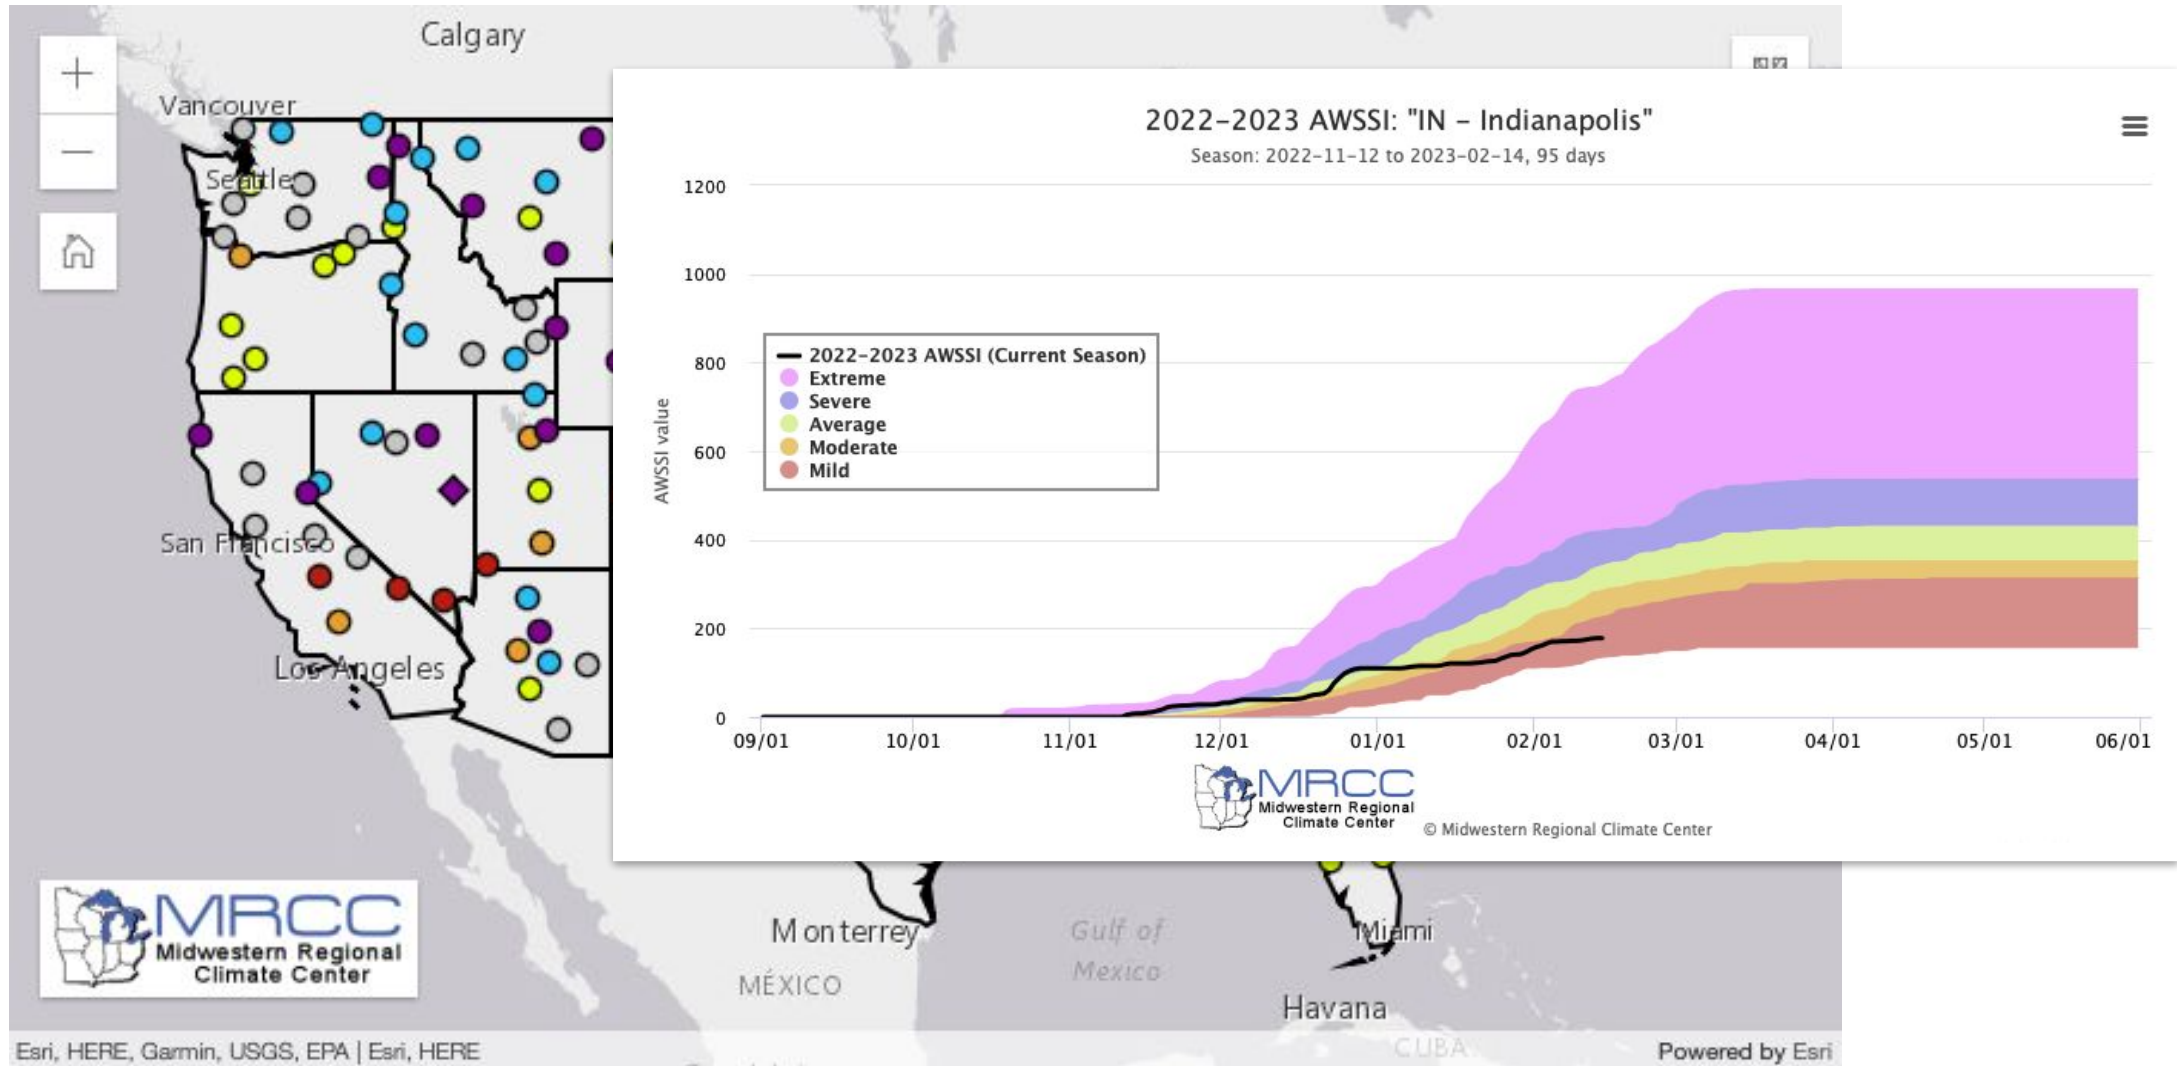 Calgary
Vancouver
Seattle
San Francisco
Los Angeles
2022-2023 AWSSI: "IN - Indianapolis"
Season: 2022-11-12 to 2023-02-14, 95 days
AWSSI value
1200
1000
800
600
400
200
0
2022-2023 AWSSI (Current Season)
Extreme
Severe
Average
Moderate
Mild
09/01 10/01 11/01 12/01 01/01 02/01 03/01 04/01 05/01 06/01
MRCC
Midwestern Regional
Climate Center
© Midwestern Regional Climate Center
MRCC
Midwestern Regional
Climate Center
Monterrey
MÉXICO
Gulf of
Mexico
Miami
Havana
CUBA
Esri, HERE, Garmin, USGS, EPA | Esri, HERE
Powered by Esri